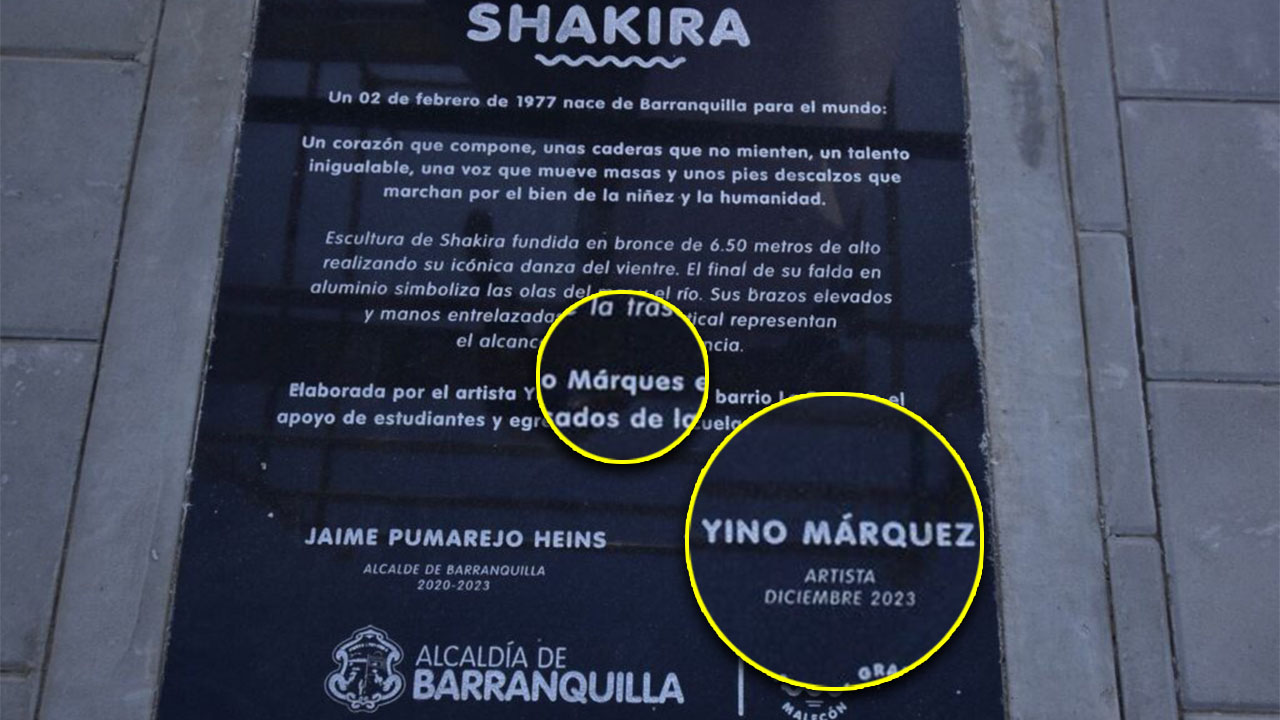 SHAKIRA
Un 02 de febrero de 1977 nace de Barranquilla para el mundo:
Un corazón que compone, unas caderas que no mienten, un talento
inigualable, una voz que mueve masas y unos pies descalzos que
marchan por el bien de la niñez y la humanidad.
Escultura de Shakira fundida en bronce de 6.50 metros de alto
realizando su icónica danza del vientre. El final de su falda en
aluminio simboliza las olas del el río. Sus brazos elevados
y manos entrelazadas la representan
el
Elaborada por el artista Márques barrio el
apoyo de estudiantes y de
JAIME PUMAREJO HEINS
ALCALDE DE BARRANQUILLA
2020-2023
YINO MÁRQUEZ
ARTISTA
DICIEMBRE 2023
ALCALDÍA DE
BARRANQUILLA
MALECÓN